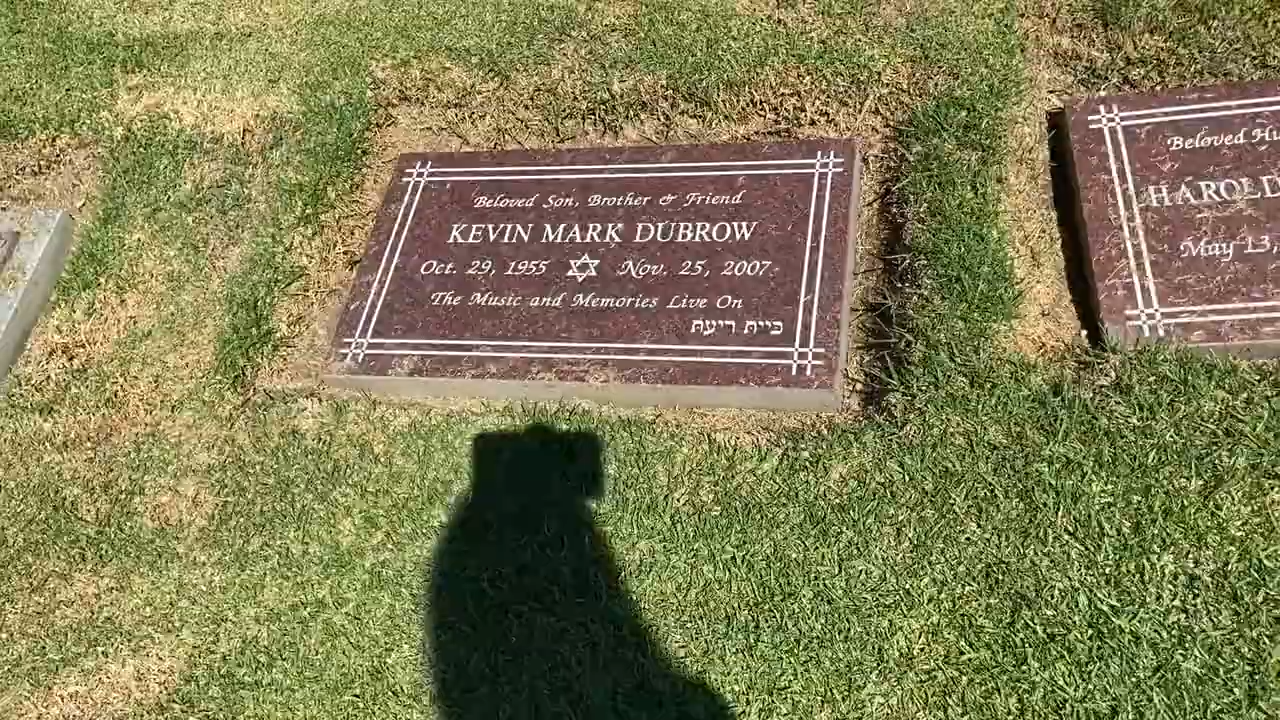 Beloved Son, Brother & Friend
KEVIN MARK DUBROW
Oct. 29, 1955 ✡ Nov. 25, 2007
The Music and Memories Live On
Beloved
HAROLD
May 13,